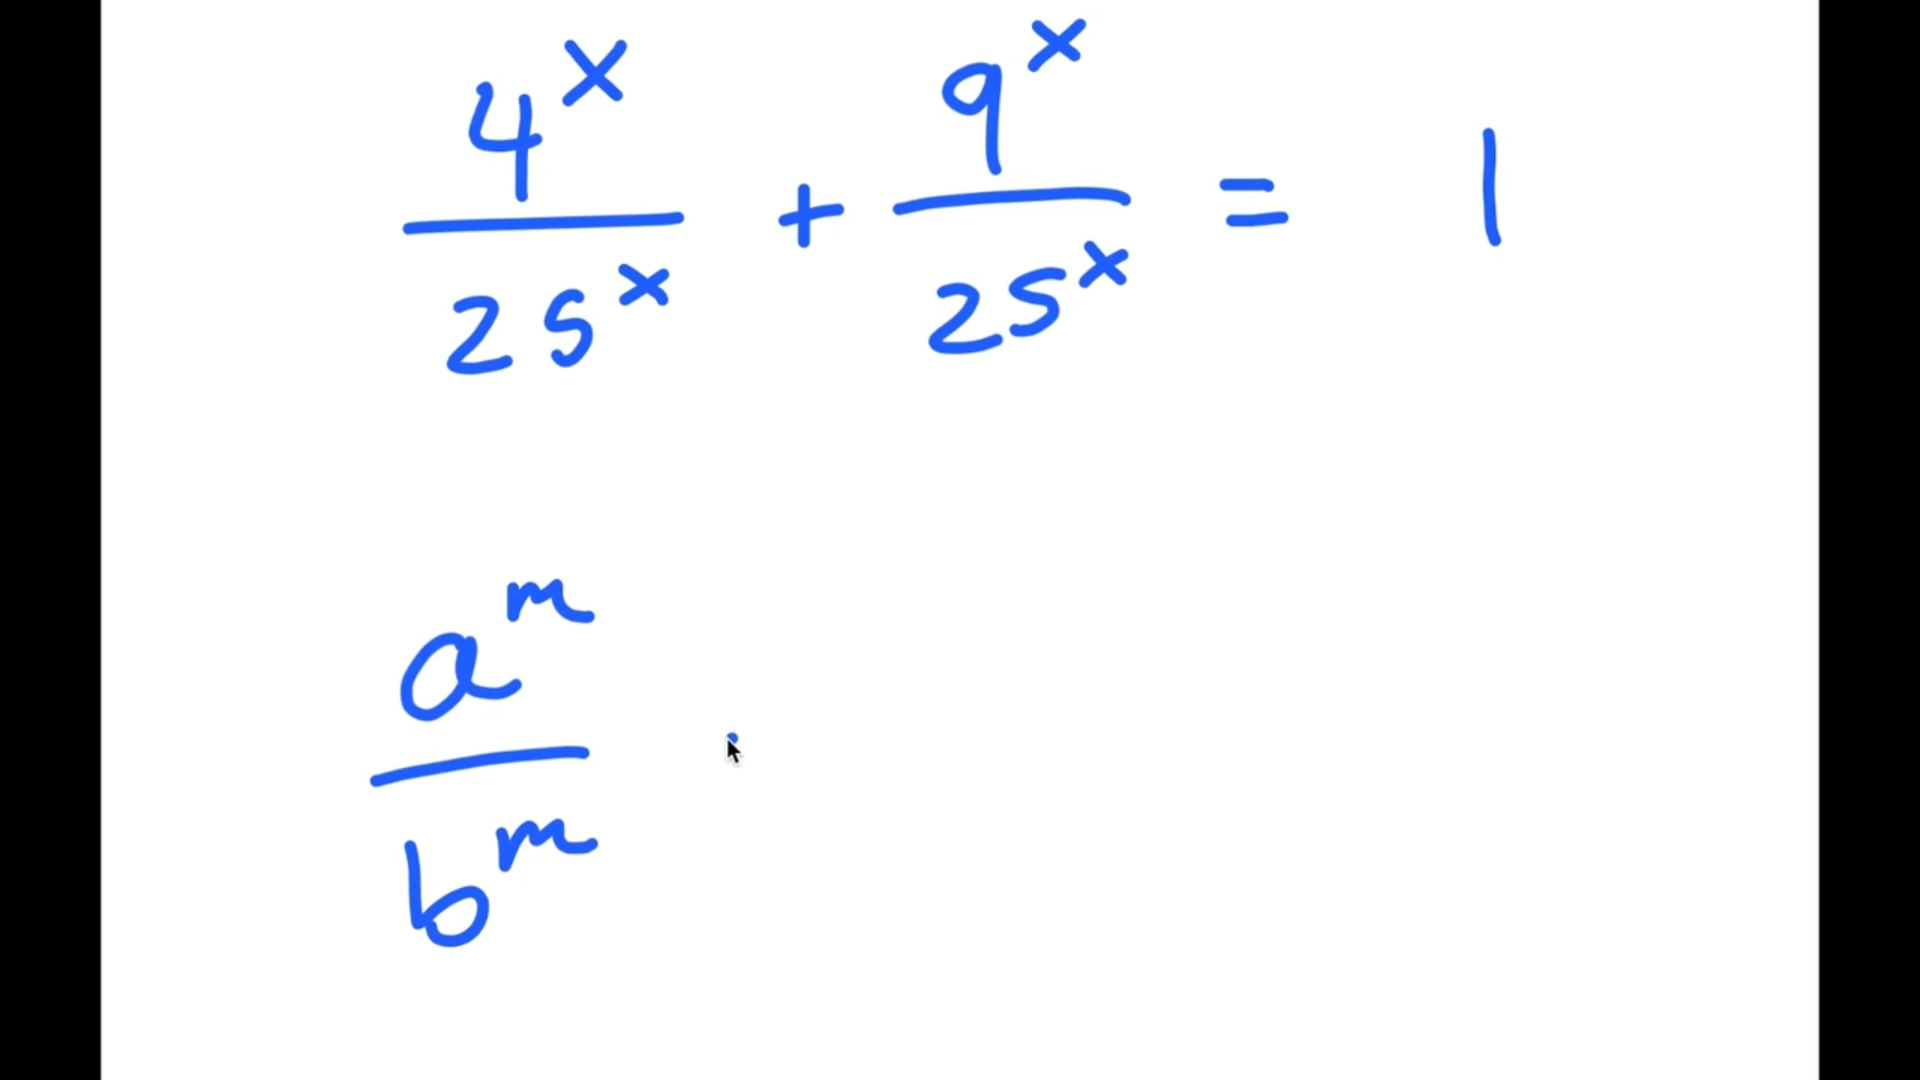 4^x / 25^x + 9^x / 25^x = 1
a^m / b^m